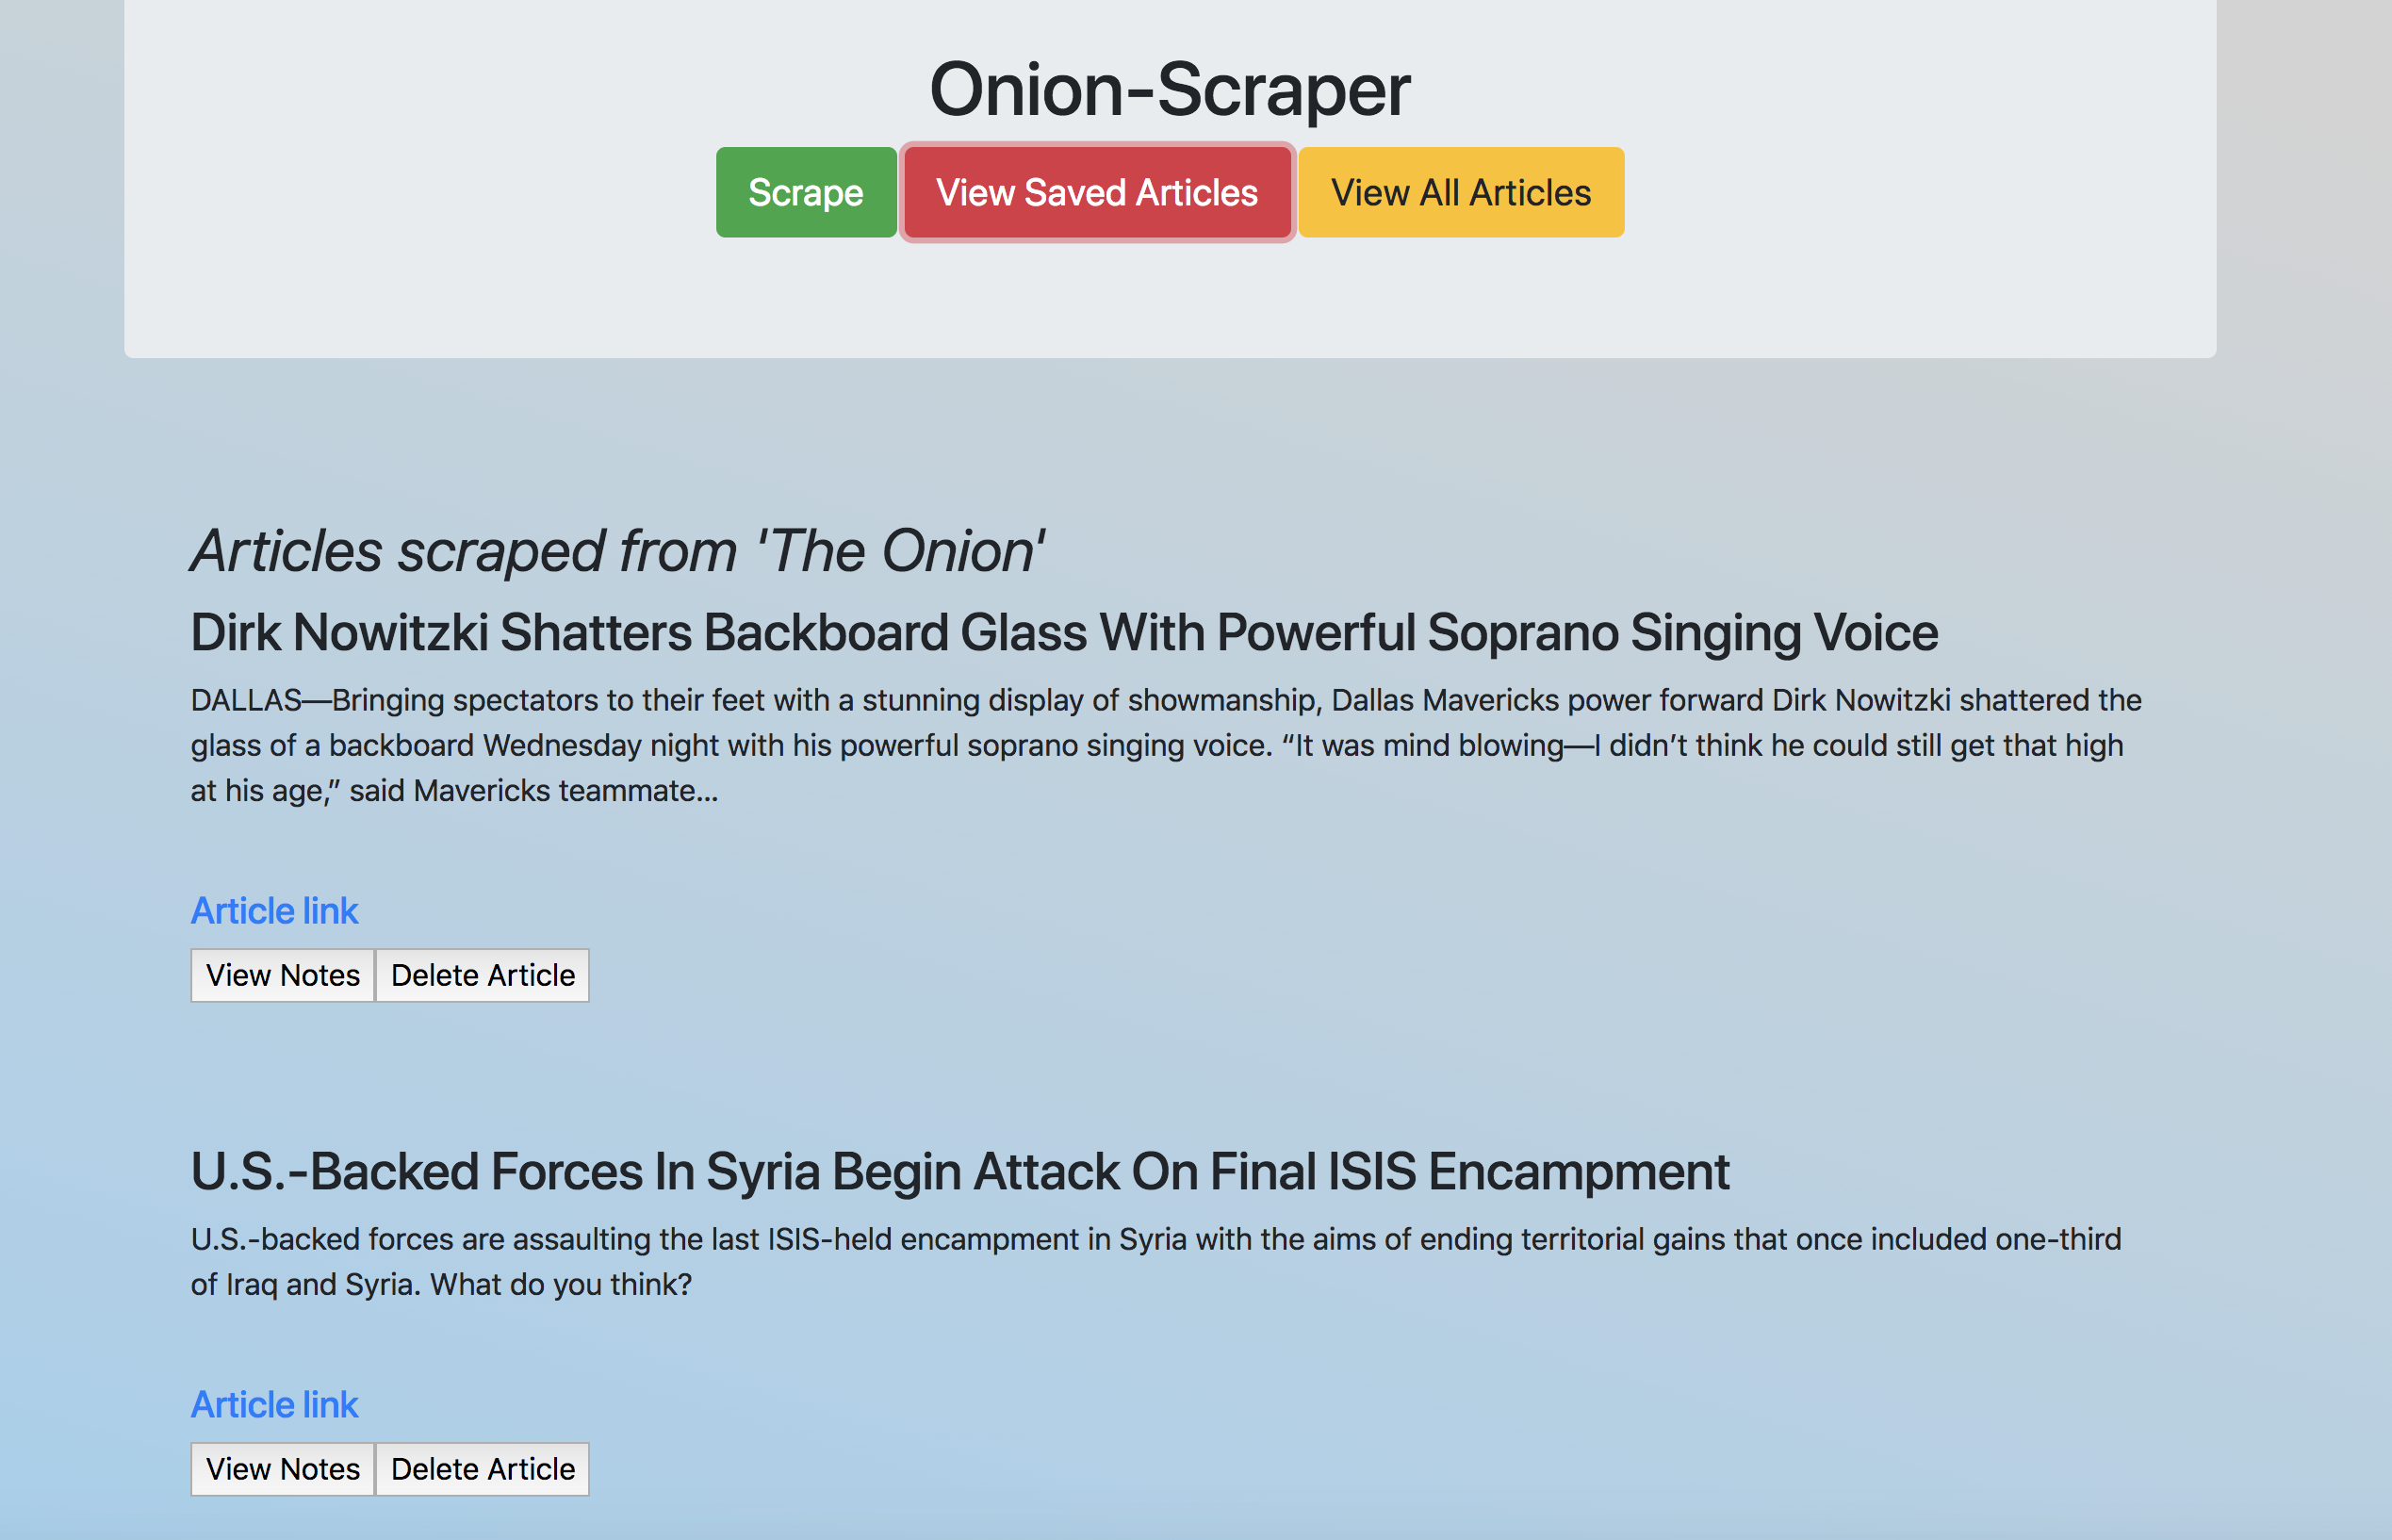 Onion-Scraper
Scrape View Saved Articles View All Articles
Articles scraped from 'The Onion'
Dirk Nowitzki Shatters Backboard Glass With Powerful Soprano Singing Voice
DALLAS—Bringing spectators to their feet with a stunning display of showmanship, Dallas Mavericks power forward Dirk Nowitzki shattered the
glass of a backboard Wednesday night with his powerful soprano singing voice. “It was mind blowing—I didn’t think he could still get that high
at his age,” said Mavericks teammate...
Article link
View Notes Delete Article
U.S.-Backed Forces In Syria Begin Attack On Final ISIS Encampment
U.S.-backed forces are assaulting the last ISIS-held encampment in Syria with the aims of ending territorial gains that once included one-third
of Iraq and Syria. What do you think?
Article link
View Notes Delete Article